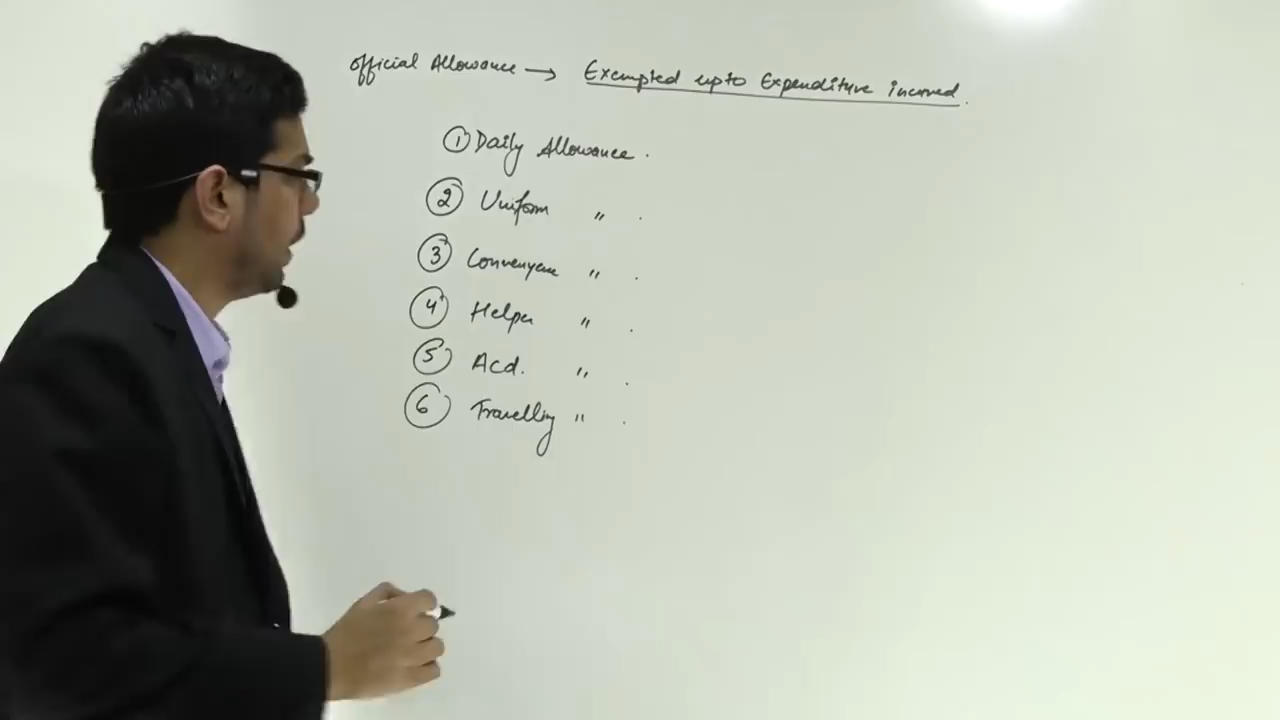 official Allowance → Exempted upto Expenditure incurred.
① Daily Allowance.
② Uniform " .
③ Conveyance " .
④ Helper " .
⑤ Acd. " .
⑥ Travelling " .